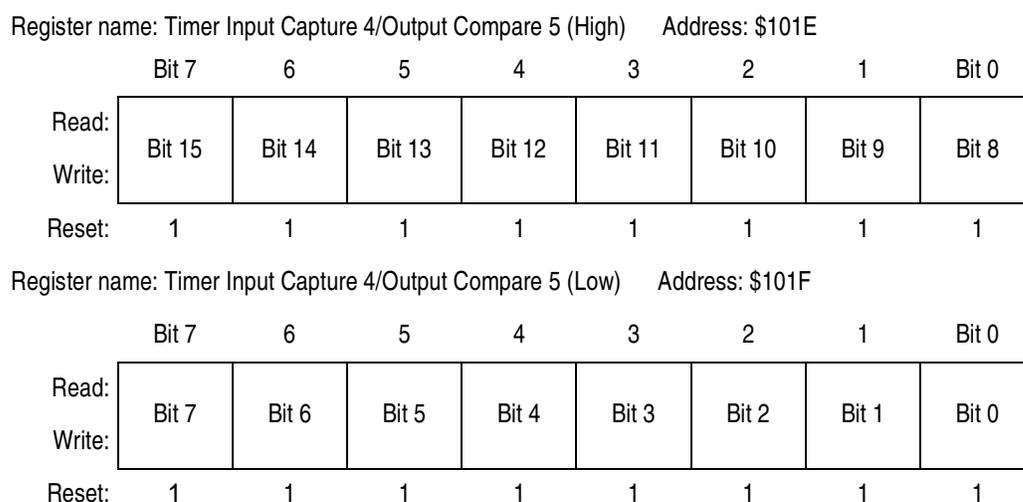 Register name: Timer Input Capture 4/Output Compare 5 (High) Address: $101E
Bit 7 6 5 4 3 2 1 Bit 0
Read:
Bit 15 Bit 14 Bit 13 Bit 12 Bit 11 Bit 10 Bit 9 Bit 8
Write:
Reset: 1 1 1 1 1 1 1 1
Register name: Timer Input Capture 4/Output Compare 5 (Low) Address: $101F
Bit 7 6 5 4 3 2 1 Bit 0
Read:
Bit 7 Bit 6 Bit 5 Bit 4 Bit 3 Bit 2 Bit 1 Bit 0
Write:
Reset: 1 1 1 1 1 1 1 1